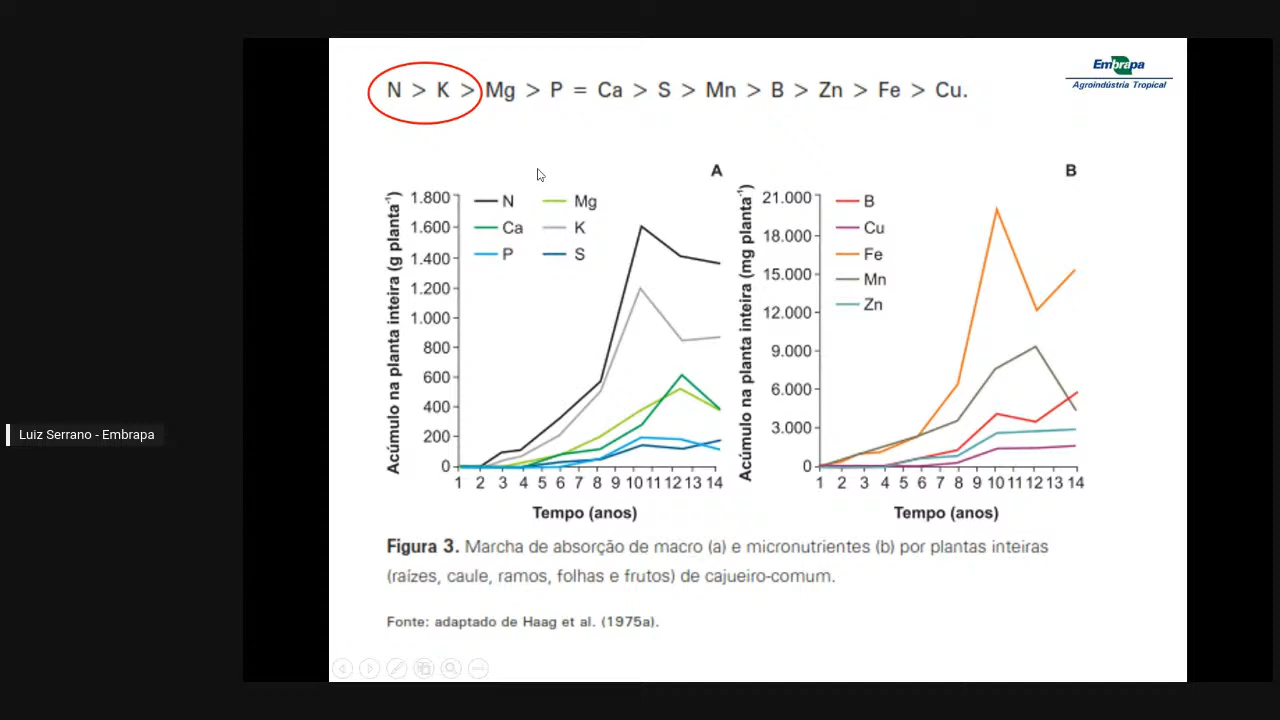 N > K > Mg > P = Ca > S > Mn > B > Zn > Fe > Cu.
Embrapa
Agroindústria Tropical
A
Acúmulo na planta inteira (g planta⁻¹)
1.800
1.600
1.400
1.200
1.000
800
600
400
200
0
N
Mg
Ca
K
P
S
1 2 3 4 5 6 7 8 9 10 11 12 13 14
Tempo (anos)
B
Acúmulo na planta inteira (mg planta⁻¹)
21.000
18.000
15.000
12.000
9.000
6.000
3.000
0
B
Cu
Fe
Mn
Zn
1 2 3 4 5 6 7 8 9 10 11 12 13 14
Tempo (anos)
Figura 3. Marcha de absorção de macro (a) e micronutrientes (b) por plantas inteiras
(raízes, caule, ramos, folhas e frutos) de cajueiro-comum.
Fonte: adaptado de Haag et al. (1975a).
Luiz Serrano - Embrapa